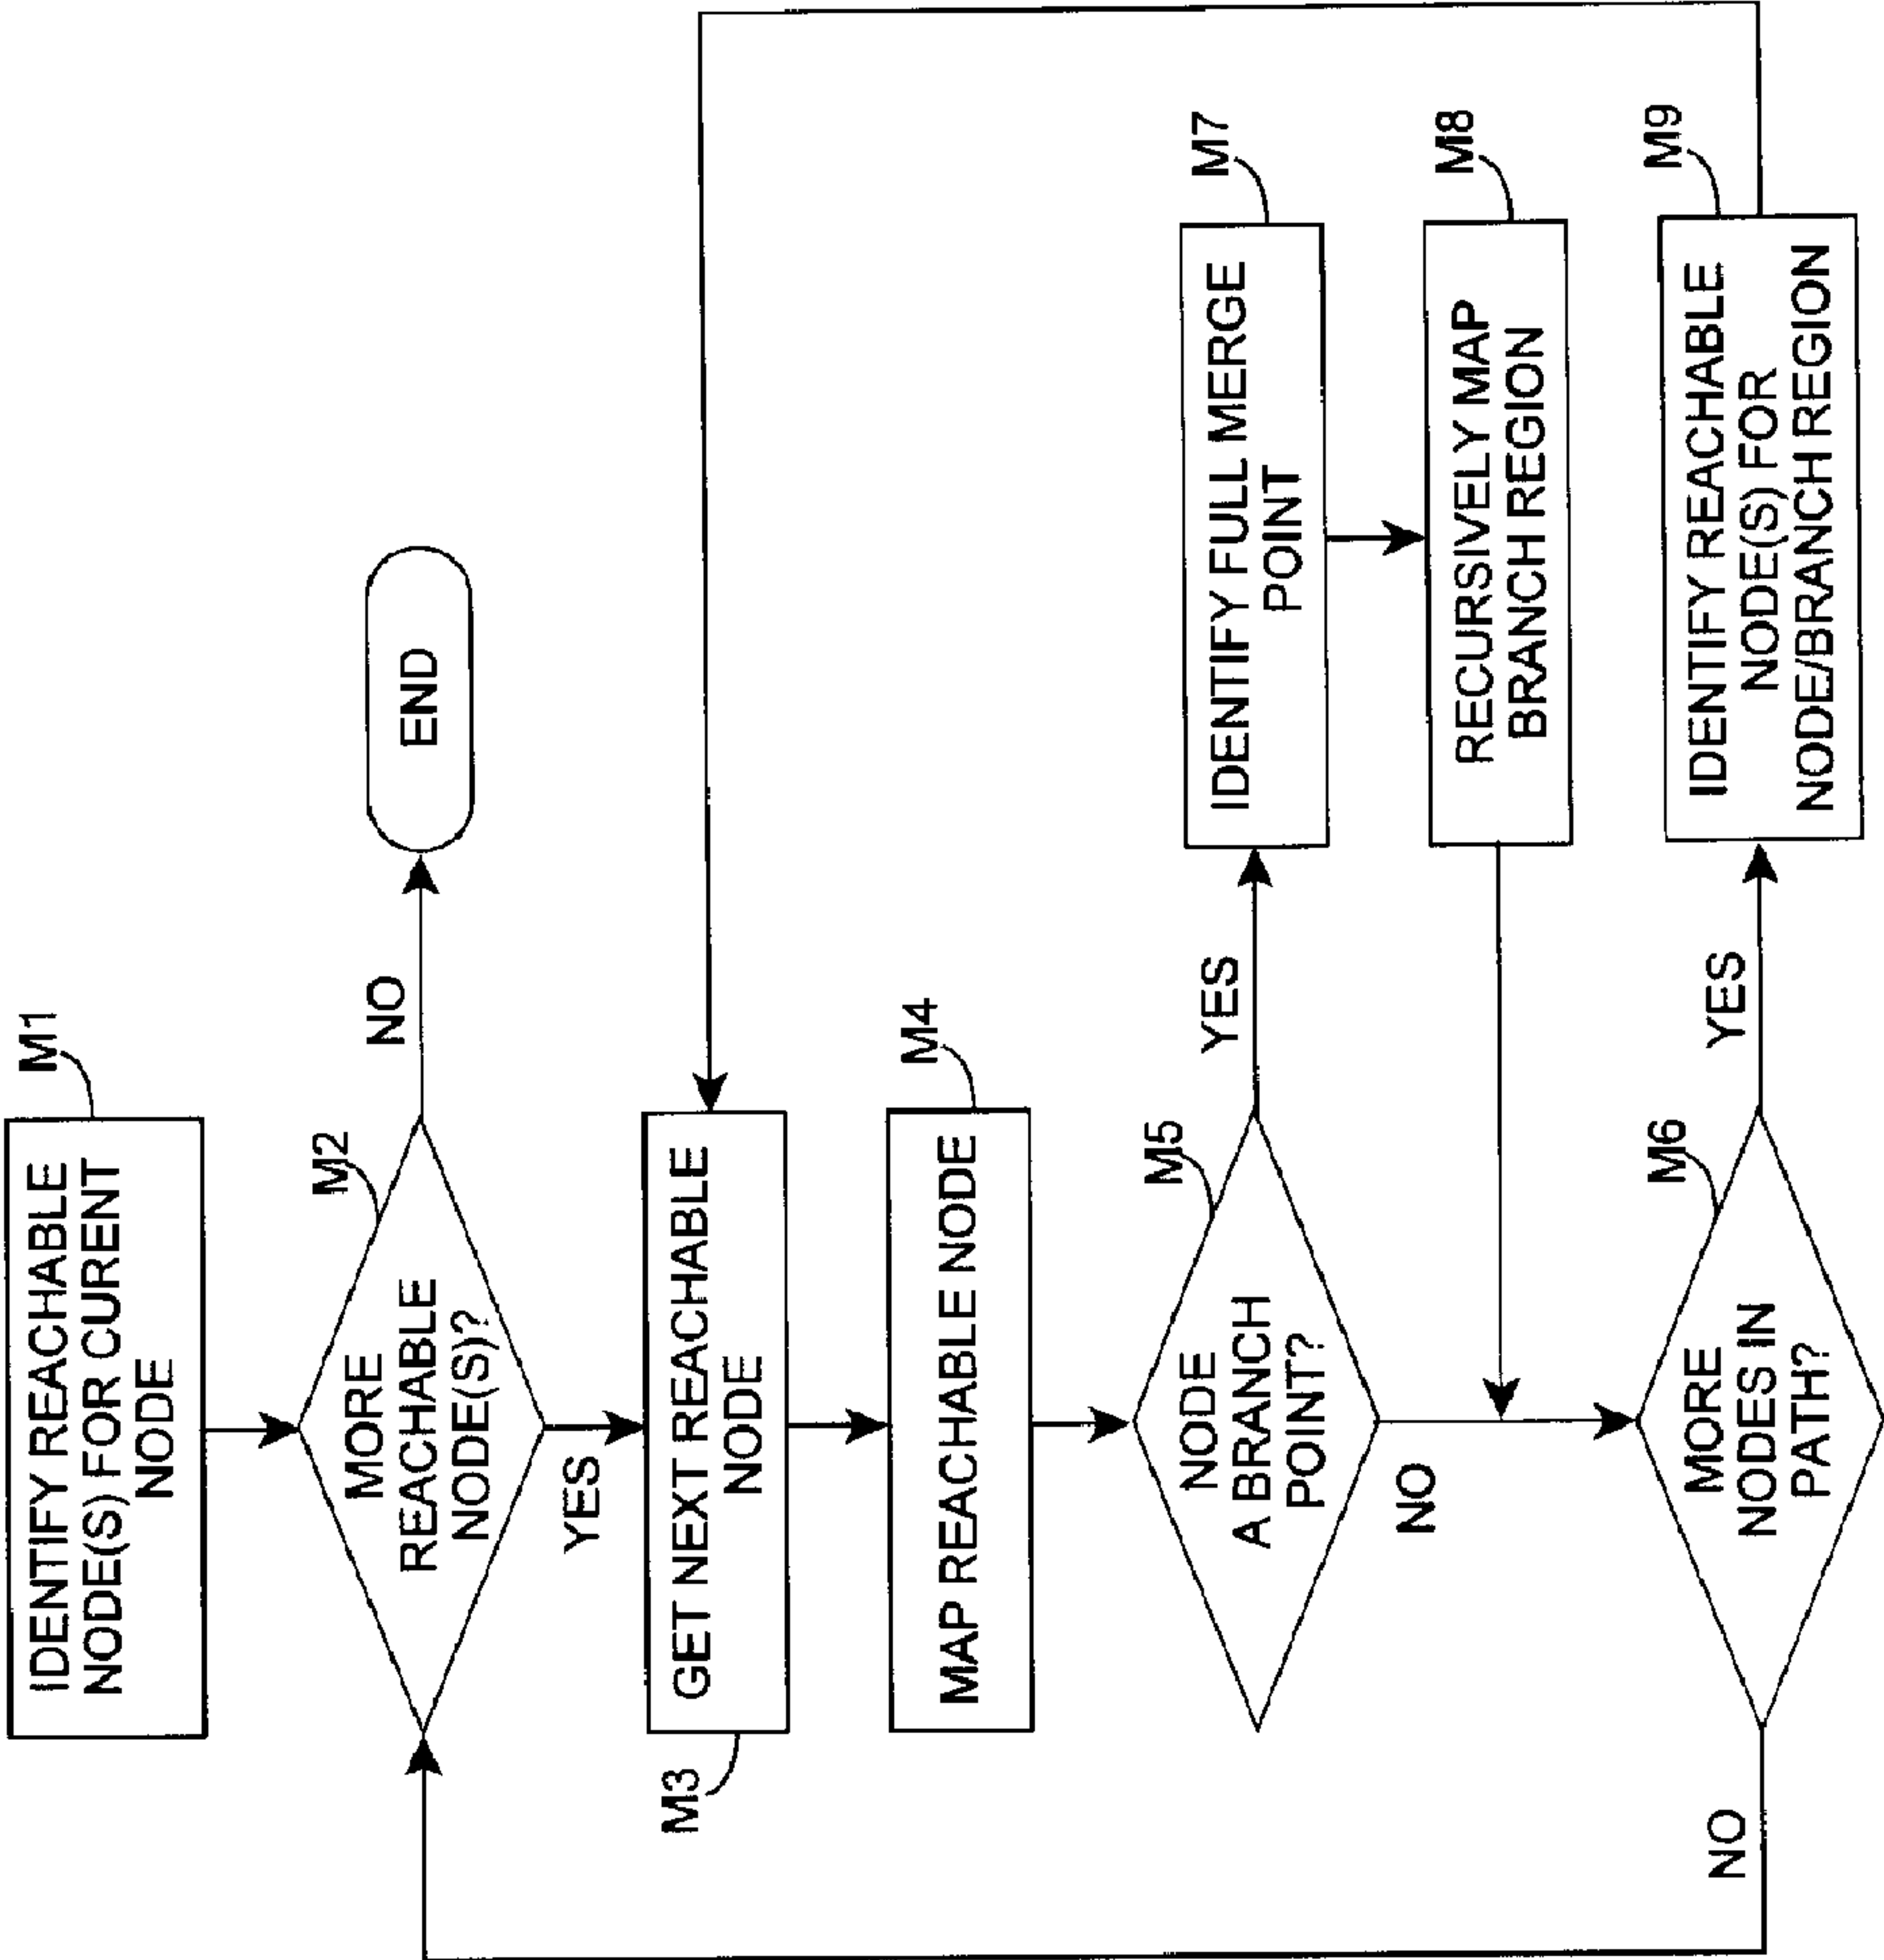 M1
IDENTIFY REACHABLE
NODE(S) FOR CURENT
NODE
M2
MORE
REACHABLE
NODE(S)?
NO
END
YES
M3
GET NEXT REACHABLE
NODE
M4
MAP REACHABLE NODE
M5
NODE
A BRANCH
POINT?
YES
M7
IDENTIFY FULL MERGE
POINT
NO
M8
RECURSIVELY MAP
BRANCH REGION
M6
MORE
NODES IN
PATH?
NO
YES
M9
IDENTIFY REACHABLE
NODE(S) FOR
NODE/BRANCH REGION